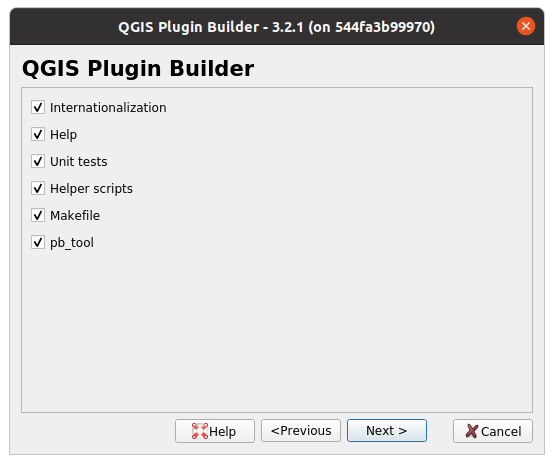 QGIS Plugin Builder - 3.2.1 (on 544fa3b99970)
QGIS Plugin Builder
Internationalization
Help
Unit tests
Helper scripts
Makefile
pb_tool
Help <Previous Next > Cancel